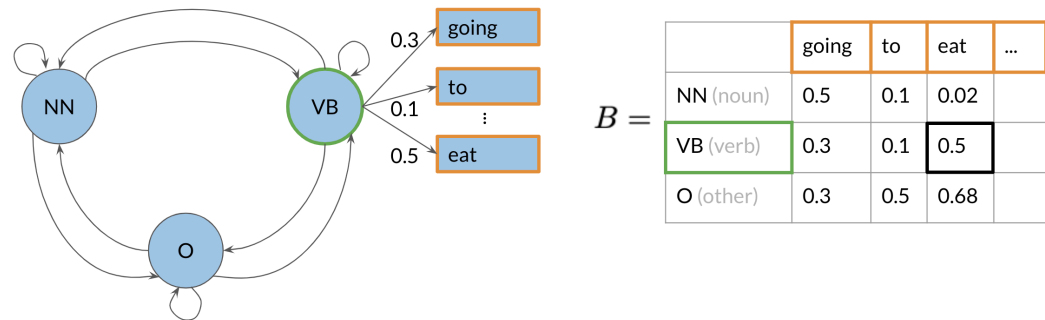 NN
VB
O
0.3
0.1
0.5
going
to
⋮
eat
B =
going to eat ...
NN (noun) 0.5 0.1 0.02
VB (verb) 0.3 0.1 0.5
O (other) 0.3 0.5 0.68